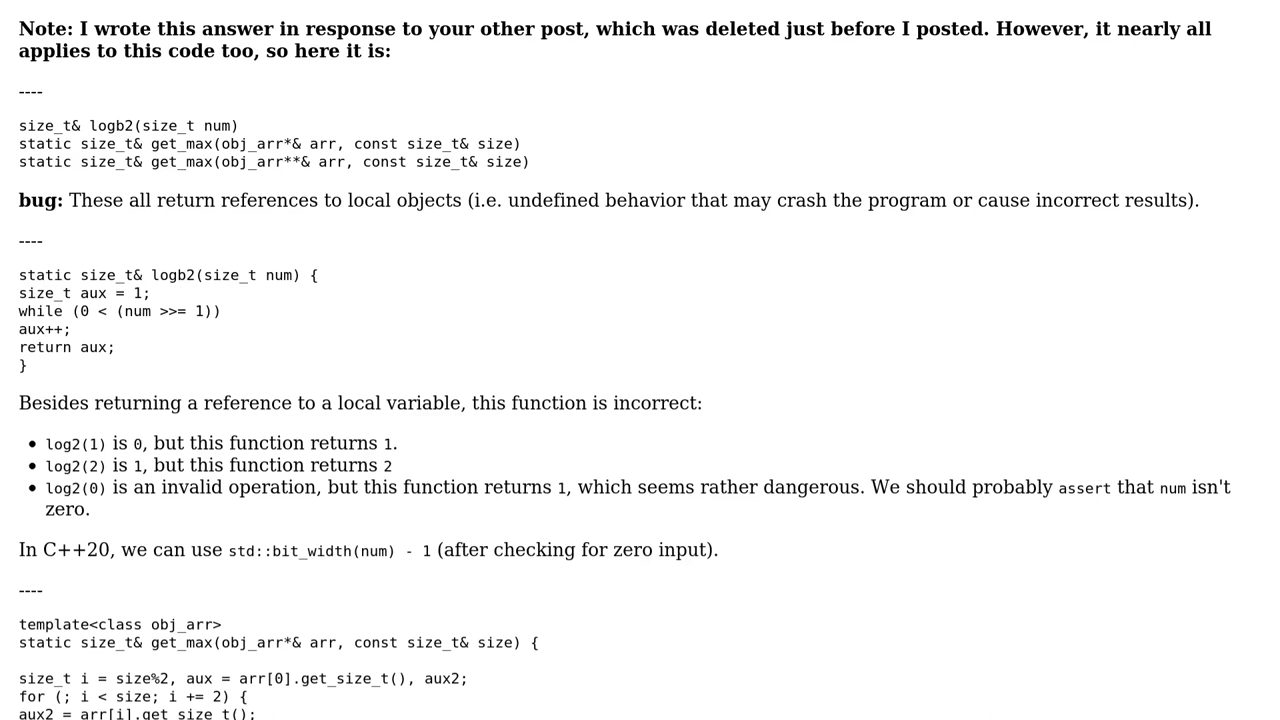 Note: I wrote this answer in response to your other post, which was deleted just before I posted. However, it nearly all
applies to this code too, so here it is:
----
size_t& logb2(size_t num)
static size_t& get_max(obj_arr*& arr, const size_t& size)
static size_t& get_max(obj_arr**& arr, const size_t& size)
bug: These all return references to local objects (i.e. undefined behavior that may crash the program or cause incorrect results).
----
static size_t& logb2(size_t num) {
size_t aux = 1;
while (0 < (num >>= 1))
aux++;
return aux;
}
Besides returning a reference to a local variable, this function is incorrect:
• log2(1) is 0, but this function returns 1.
• log2(2) is 1, but this function returns 2
• log2(0) is an invalid operation, but this function returns 1, which seems rather dangerous. We should probably assert that num isn't
zero.
In C++20, we can use std::bit_width(num) - 1 (after checking for zero input).
----
template<class obj_arr>
static size_t& get_max(obj_arr*& arr, const size_t& size) {
size_t i = size%2, aux = arr[0].get_size_t(), aux2;
for (; i < size; i += 2) {
aux2 = arr[i].get_size_t();